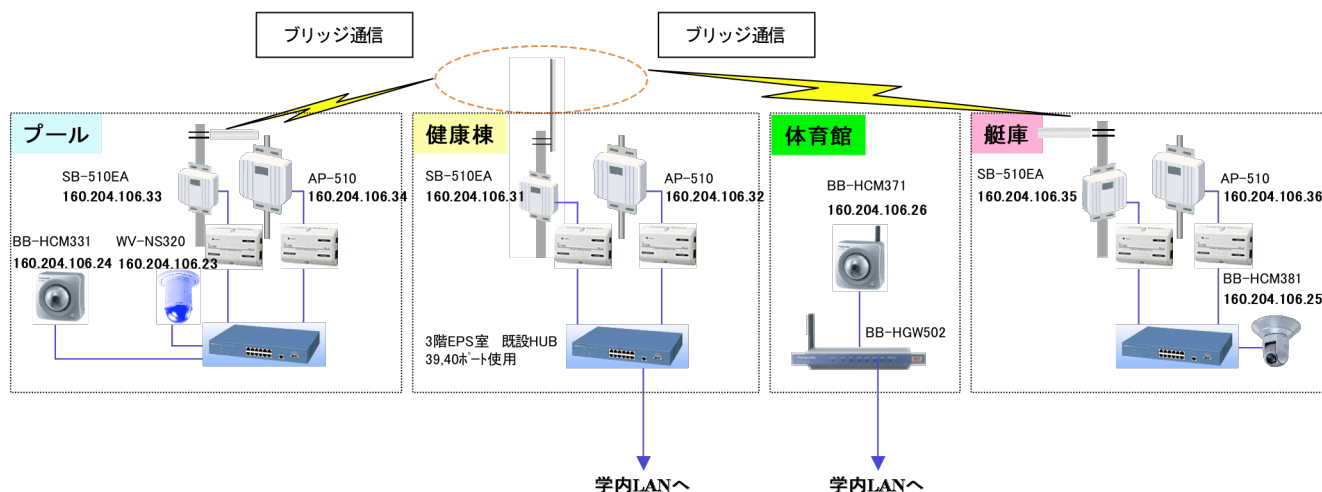 ブリッジ通信
ブリッジ通信
プール
SB-510EA
160.204.106.33
AP-510
160.204.106.34
BB-HCM331
160.204.106.24
WV-NS320
160.204.106.23
健康棟
SB-510EA
160.204.106.31
AP-510
160.204.106.32
3階EPS室 既設HUB
39,40ポート使用
学内LANへ
体育館
BB-HCM371
160.204.106.26
BB-HGW502
学内LANへ
艇庫
SB-510EA
160.204.106.35
AP-510
160.204.106.36
BB-HCM381
160.204.106.25